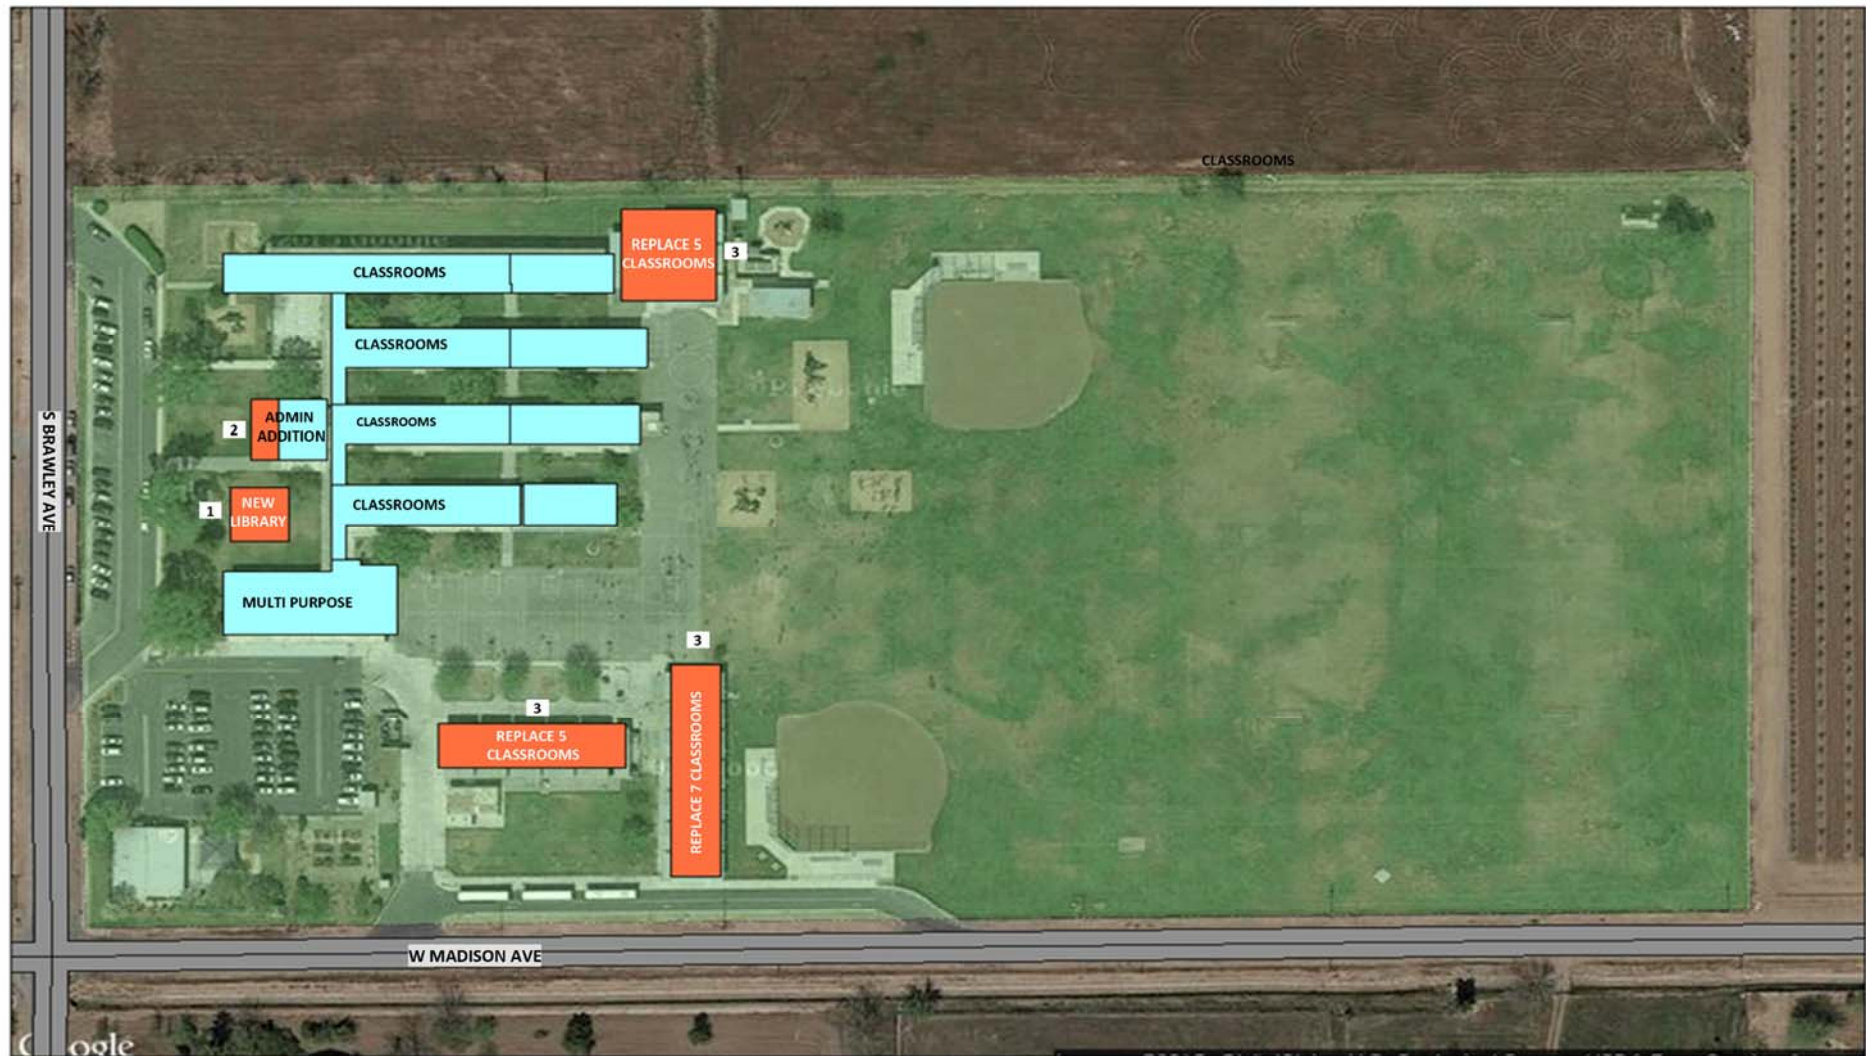 CLASSROOMS
REPLACE 5
CLASSROOMS
3
CLASSROOMS
CLASSROOMS
ADMIN
ADDITION
2
CLASSROOMS
NEW
LIBRARY
1
CLASSROOMS
S BRAWLEY AVE
MULTI PURPOSE
3
3
REPLACE 5
CLASSROOMS
REPLACE 7 CLASSROOMS
W MADISON AVE